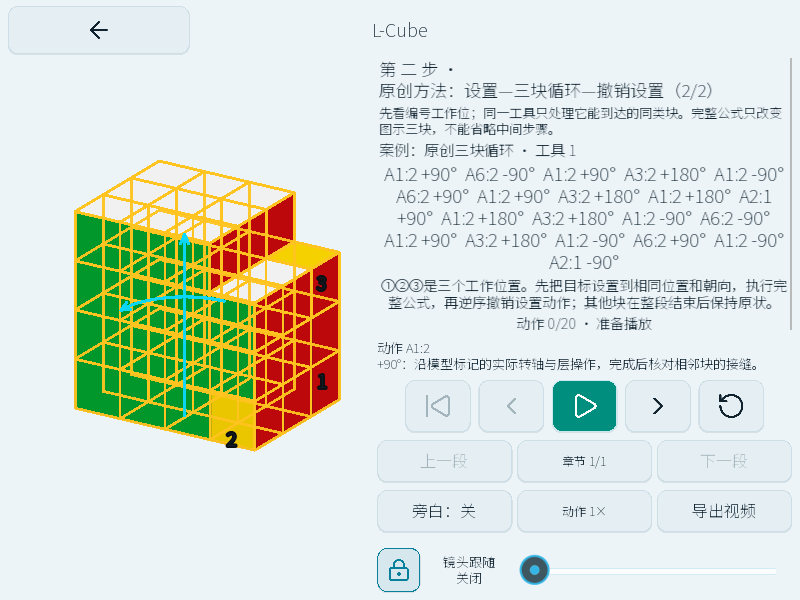 L-Cube
第 二 步 ·
原创方法：设置—三块循环—撤销设置（2/2）
先看编号工作位；同一工具只处理它能到达的同类块。完整公式只改变
图示三块，不能省略中间步骤。
案例：原创三块循环 · 工具 1
A1:2 +90° A6:2 -90° A1:2 +90° A3:2 +180° A1:2 -90°
A6:2 +90° A1:2 +90° A3:2 +180° A1:2 +180° A2:1
+90° A1:2 +180° A3:2 +180° A1:2 -90° A6:2 -90°
A1:2 +90° A3:2 +180° A1:2 -90° A6:2 +90° A1:2 -90°
A2:1 -90°
①②③是三个工作位置。先把目标设置到相同位置和朝向，执行完
整公式，再逆序撤销设置动作；其他块在整段结束后保持原状。
动作 0/20 · 准备播放
动作 A1:2
+90°：沿模型标记的实际转轴与层操作，完成后核对相邻块的接缝。
3
1
2
上一段
章节 1/1
下一段
旁白：关
动作 1×
导出视频
镜头跟随
关闭